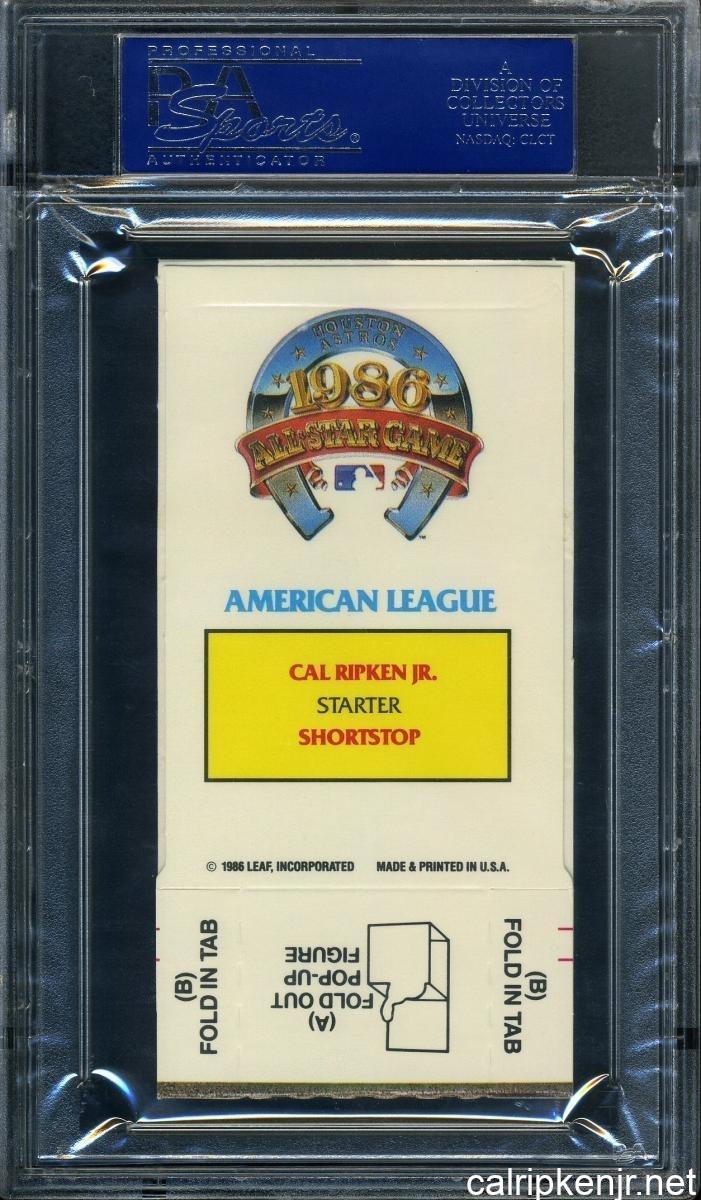 PROFESSIONAL
PSA
Sports®
AUTHENTICATOR
A
DIVISION OF
COLLECTORS
UNIVERSE
NASDAQ: CLCT
HOUSTON
ASTROS
1986
ALL-STAR GAME
TM
AMERICAN LEAGUE
CAL RIPKEN JR.
STARTER
SHORTSTOP
© 1986 LEAF, INCORPORATED MADE & PRINTED IN U.S.A.
(B)
FOLD IN TAB
(A)
FOLD OUT
POP-UP
FIGURE
(B)
FOLD IN TAB
PSA
calripkenjr.net